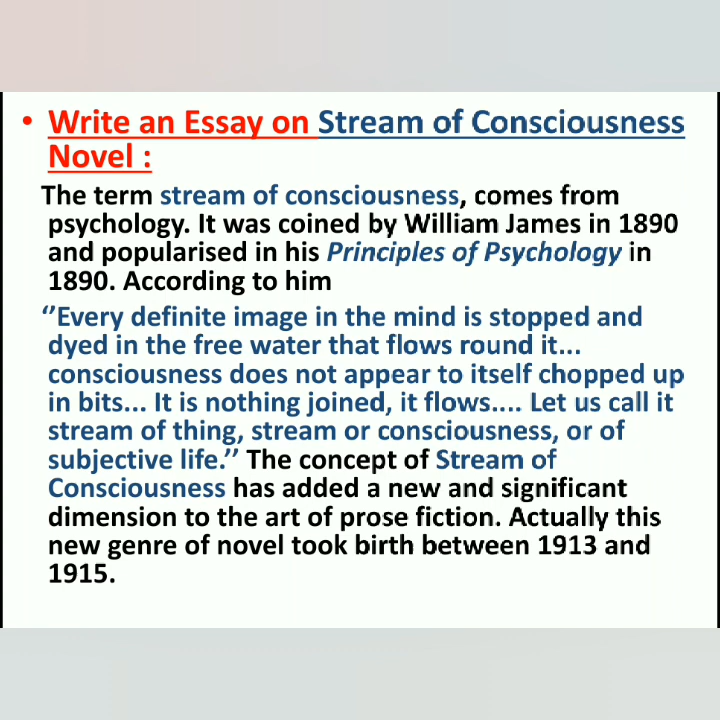 • Write an Essay on Stream of Consciousness
Novel :
The term stream of consciousness, comes from
psychology. It was coined by William James in 1890
and popularised in his Principles of Psychology in
1890. According to him
‘’Every definite image in the mind is stopped and
dyed in the free water that flows round it...
consciousness does not appear to itself chopped up
in bits... It is nothing joined, it flows.... Let us call it
stream of thing, stream or consciousness, or of
subjective life.’’ The concept of Stream of
Consciousness has added a new and significant
dimension to the art of prose fiction. Actually this
new genre of novel took birth between 1913 and
1915.